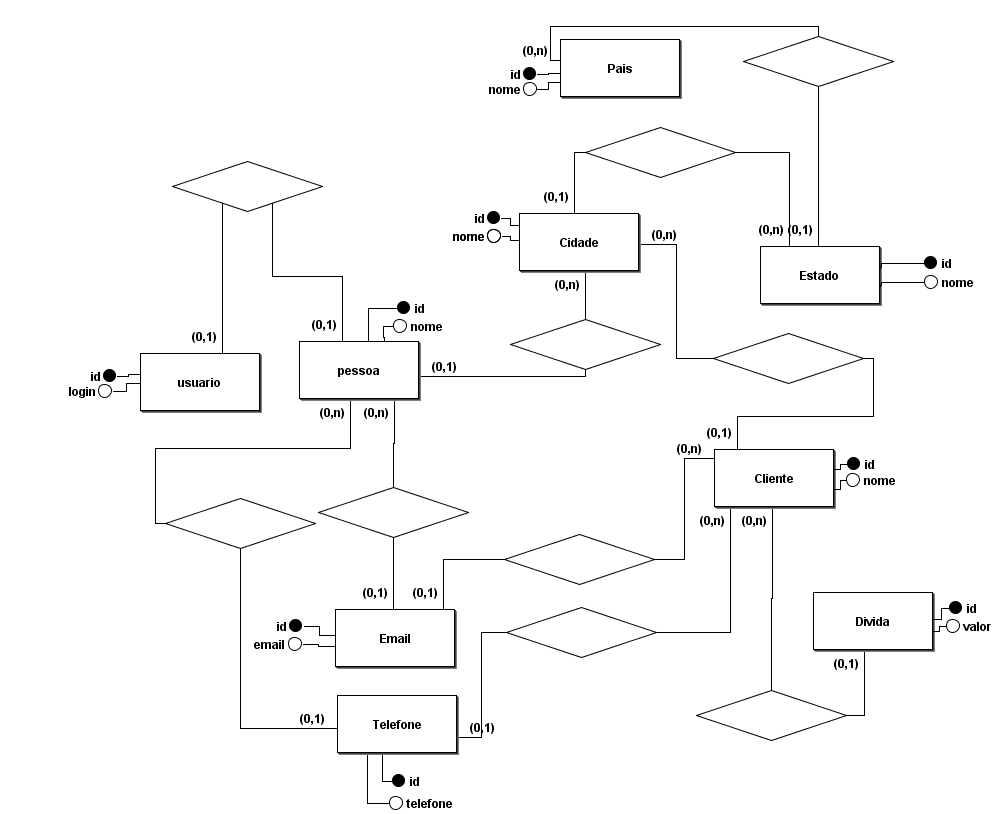 (0,n)
Pais
id
nome
(0,1)
id
nome
Cidade
(0,n)
(0,n)
(0,n)
(0,1)
Estado
id
nome
(0,1)
(0,1)
id
nome
pessoa
(0,1)
id
login
usuario
(0,n)
(0,n)
(0,1)
(0,n)
Cliente
id
nome
(0,n)
(0,n)
(0,1)
(0,1)
id
email
Email
Divida
id
valor
(0,1)
(0,1)
Telefone
(0,1)
id
telefone